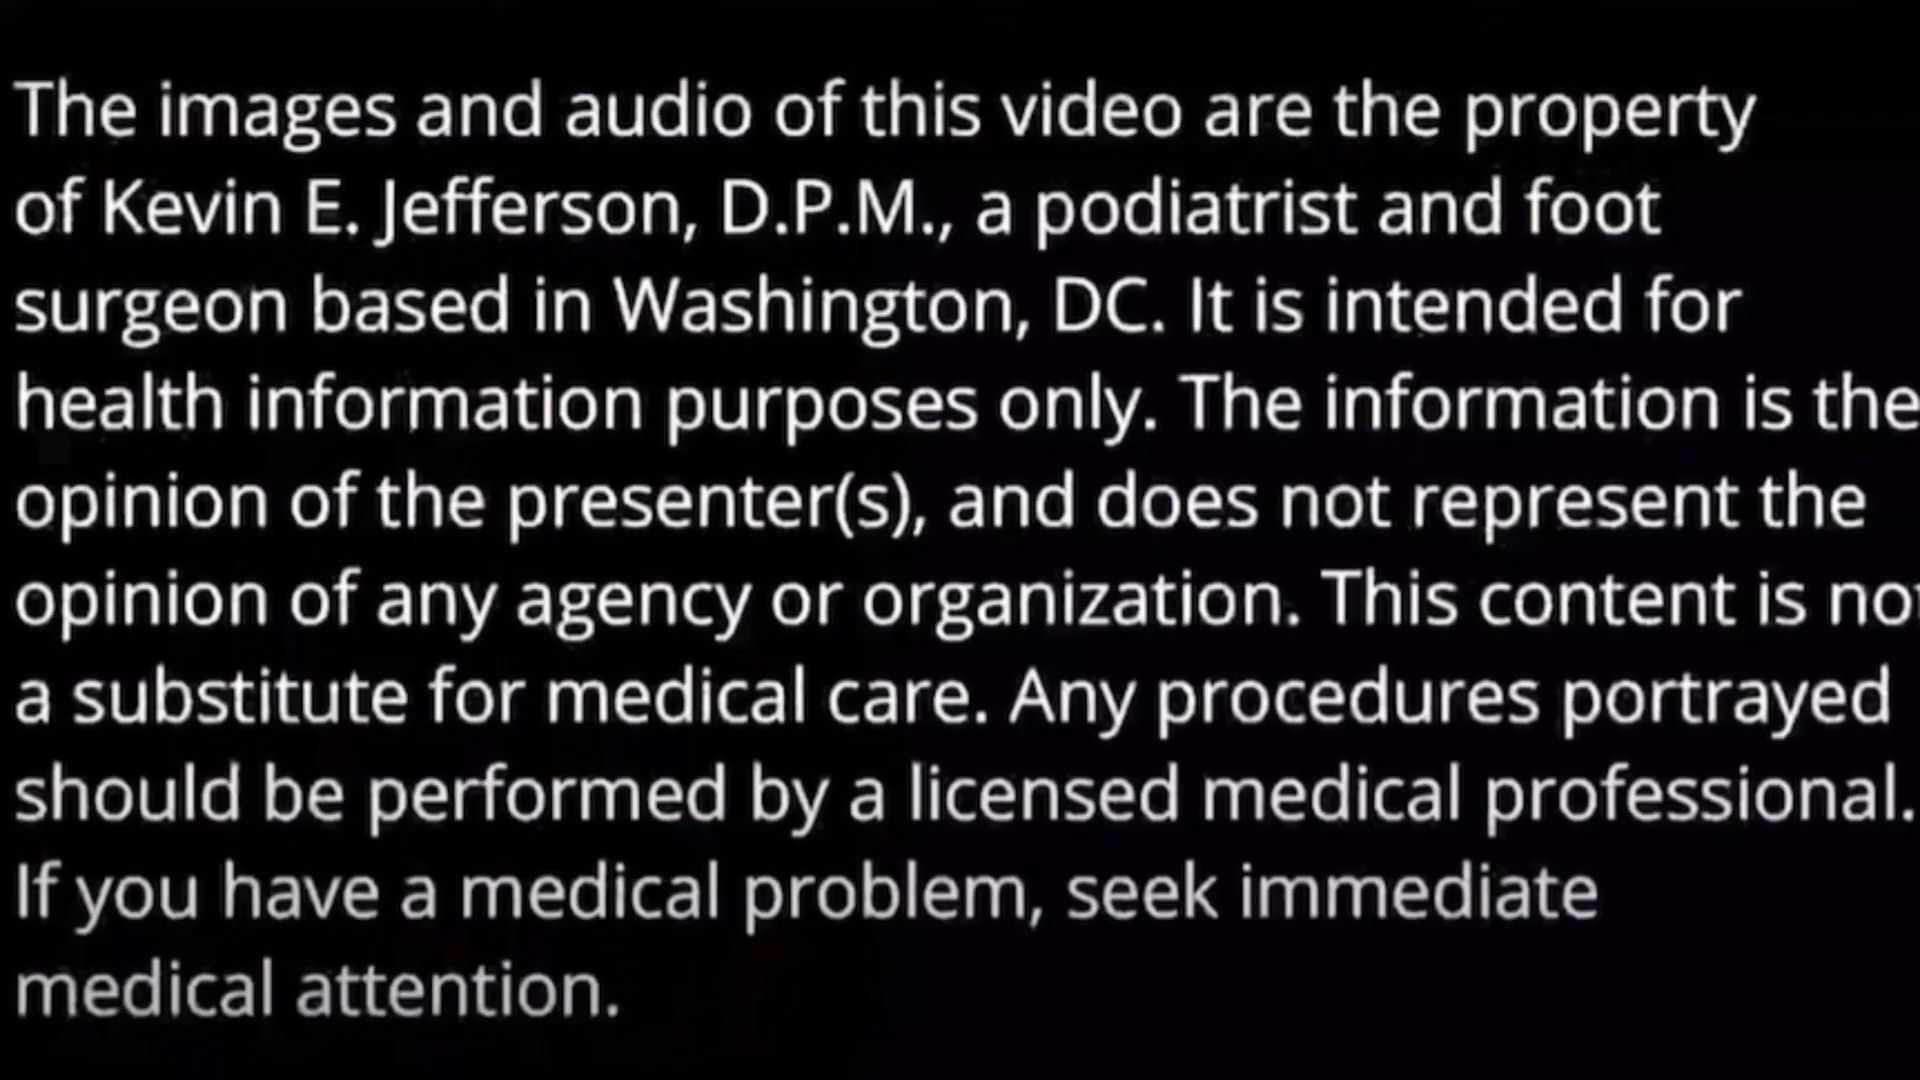 The images and audio of this video are the property
of Kevin E. Jefferson, D.P.M., a podiatrist and foot
surgeon based in Washington, DC. It is intended for
health information purposes only. The information is the
opinion of the presenter(s), and does not represent the
opinion of any agency or organization. This content is not
a substitute for medical care. Any procedures portrayed
should be performed by a licensed medical professional.
If you have a medical problem, seek immediate
medical attention.